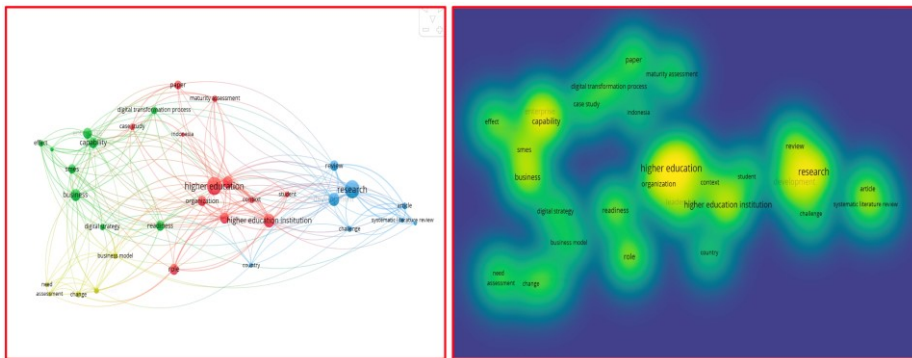 paper
maturity assessment
digital transformation process
case study
indonesia
effect
capability
smes
business
higher education
organization
context
student
higher education institution
review
research
article
systematic literature review
challenge
digital strategy
readiness
business model
role
country
need
assessment
change
paper
maturity assessment
digital transformation process
case study
indonesia
effect
capability
smes
business
higher education
organization
context
student
higher education institution
review
research
development
article
systematic literature review
challenge
digital strategy
readiness
business model
role
country
need
assessment
change